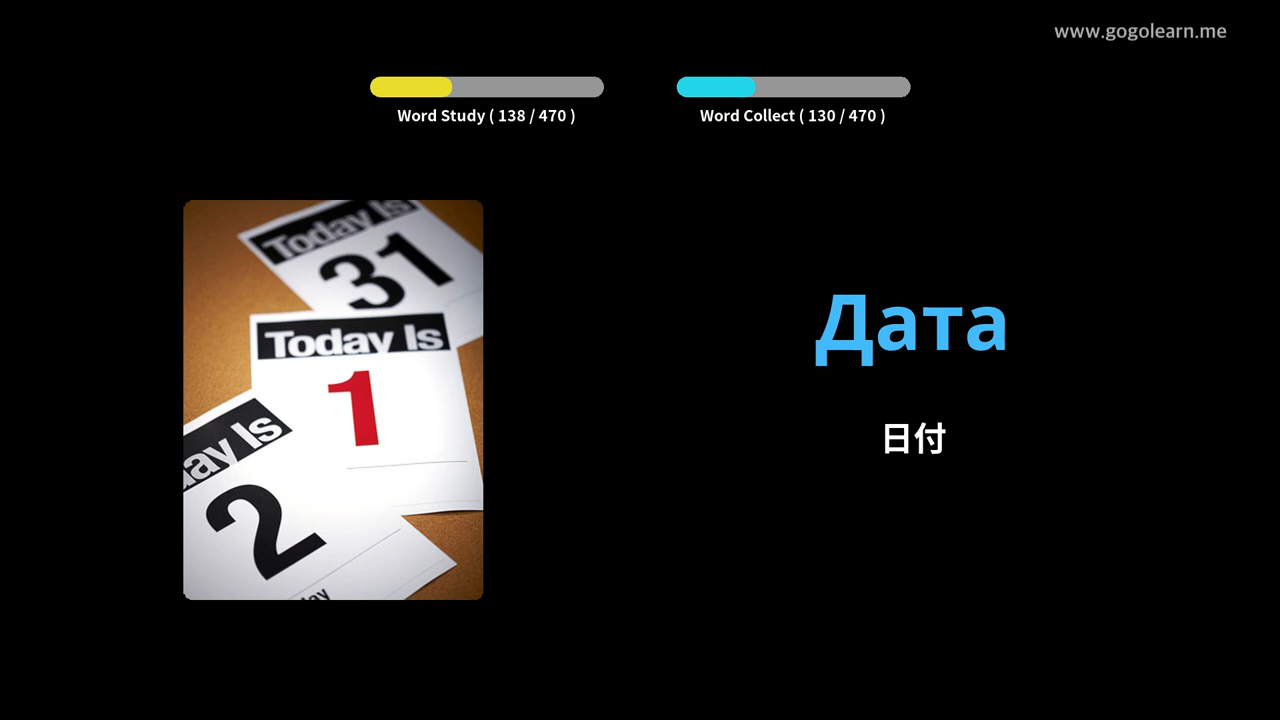 www.gogolearn.me
Word Study ( 138 / 470 )
Word Collect ( 130 / 470 )
Today Is
31
Today Is
1
ay Is
2
day
Дата
日付